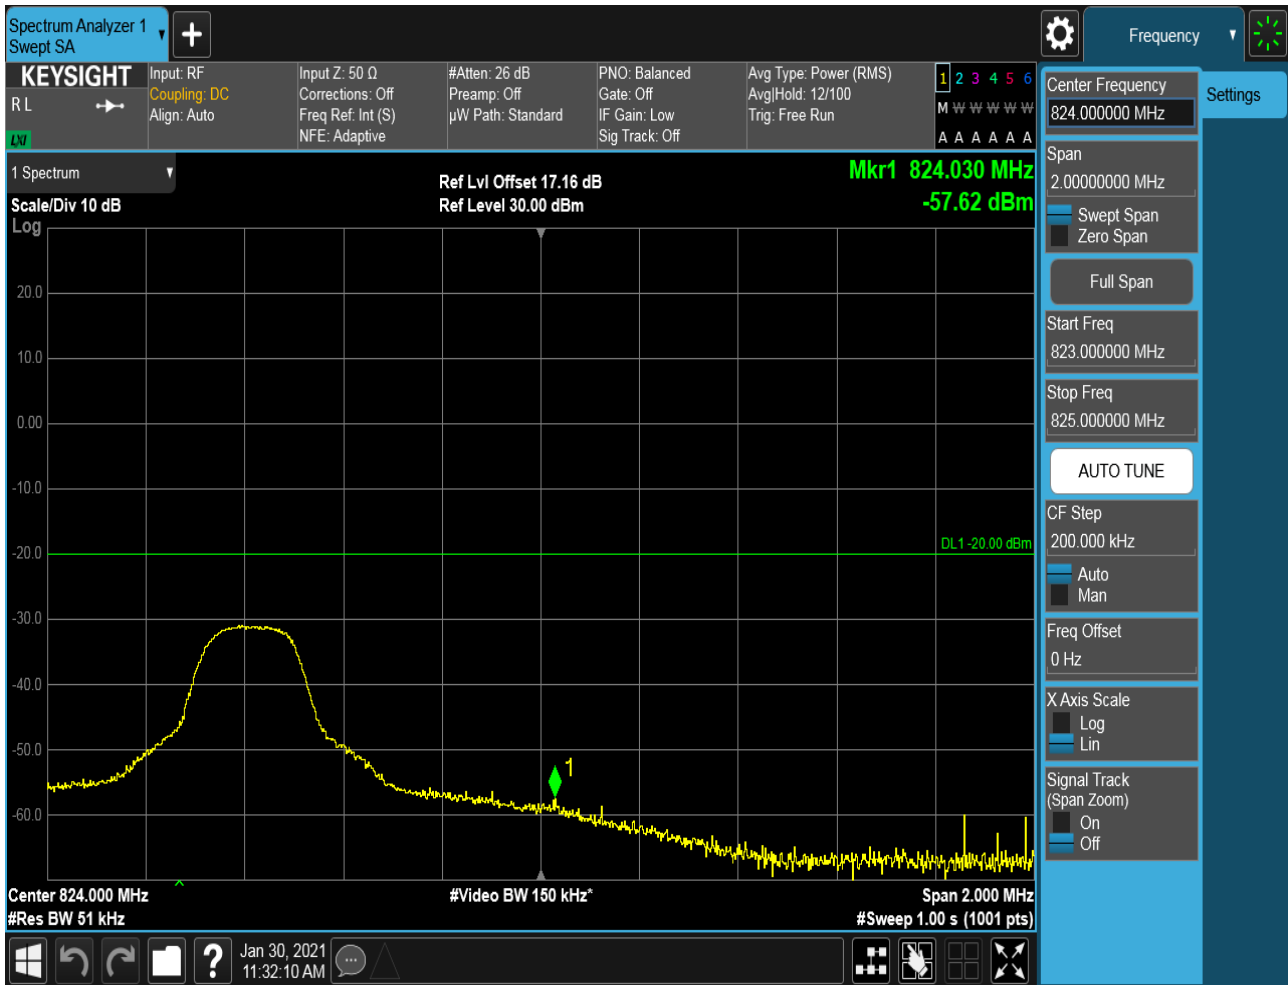 Spectrum Analyzer 1
Swept SA
Frequency
KEYSIGHT
R L
LXI
Input: RF
Coupling: DC
Align: Auto
Input Z: 50 Ω
Corrections: Off
Freq Ref: Int (S)
NFE: Adaptive
#Atten: 26 dB
Preamp: Off
µW Path: Standard
PNO: Balanced
Gate: Off
IF Gain: Low
Sig Track: Off
Avg Type: Power (RMS)
Avg|Hold: 12/100
Trig: Free Run
1 2 3 4 5 6
M W W W W W
A A A A A A
Center Frequency
824.000000 MHz
Settings
Span
2.00000000 MHz
Swept Span
Zero Span
Full Span
Start Freq
823.000000 MHz
Stop Freq
825.000000 MHz
AUTO TUNE
CF Step
200.000 kHz
Auto
Man
Freq Offset
0 Hz
X Axis Scale
Log
Lin
Signal Track
(Span Zoom)
On
Off
1 Spectrum
Scale/Div 10 dB
Log
Ref Lvl Offset 17.16 dB
Ref Level 30.00 dBm
Mkr1 824.030 MHz
-57.62 dBm
20.0
10.0
0.00
-10.0
-20.0
DL1 -20.00 dBm
-30.0
-40.0
-50.0
1
-60.0
Center 824.000 MHz
#Video BW 150 kHz*
Span 2.000 MHz
#Res BW 51 kHz
#Sweep 1.00 s (1001 pts)
?
Jan 30, 2021
11:32:10 AM